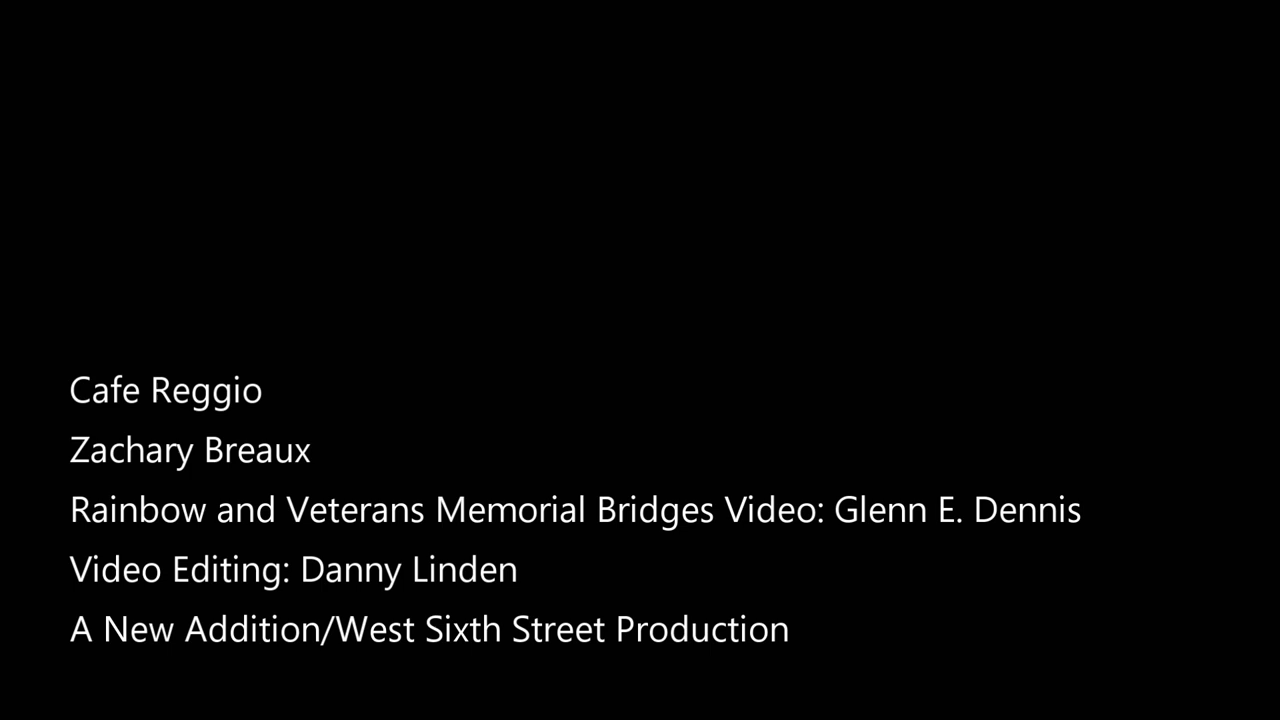 Cafe Reggio
Zachary Breaux
Rainbow and Veterans Memorial Bridges Video: Glenn E. Dennis
Video Editing: Danny Linden
A New Addition/West Sixth Street Production